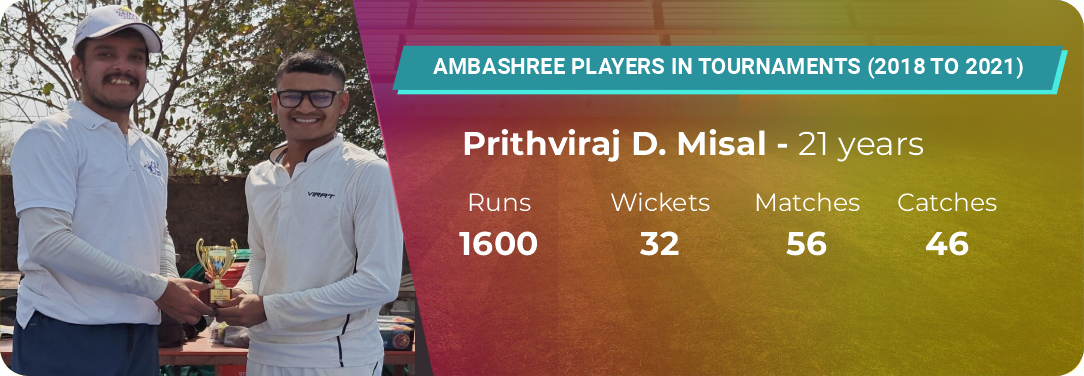 AMBASHREE PLAYERS IN TOURNAMENTS (2018 TO 2021)
Prithviraj D. Misal - 21 years
Runs Wickets Matches Catches
1600 32 56 46
VIRAT